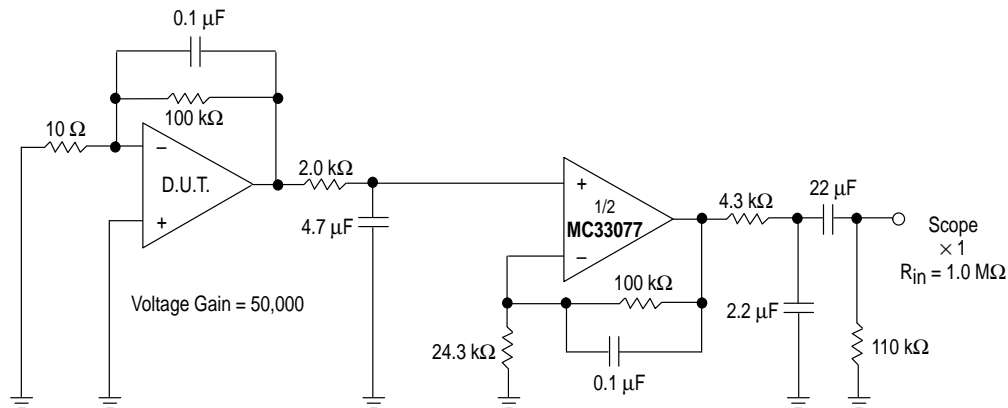 0.1 μF
100 kΩ
10 Ω
−
D.U.T.
+
2.0 kΩ
4.7 μF
Voltage Gain = 50,000
+
1/2
MC33077
−
100 kΩ
24.3 kΩ
0.1 μF
4.3 kΩ
22 μF
2.2 μF
110 kΩ
Scope
× 1
Rin = 1.0 MΩ